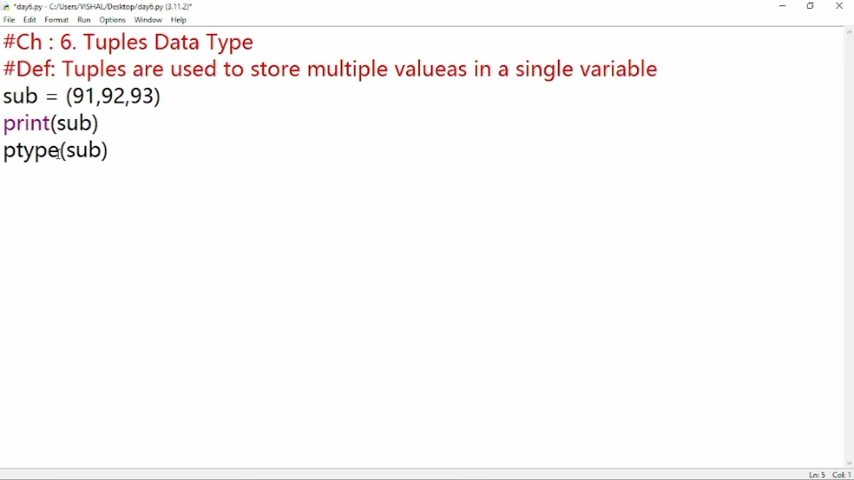 *day6.py - C:/Users/VISHAL/Desktop/day6.py (3.11.2)*
File Edit Format Run Options Window Help
#Ch : 6. Tuples Data Type
#Def: Tuples are used to store multiple valueas in a single variable
sub = (91,92,93)
print(sub)
ptype(sub)
Ln: 5 Col: 1